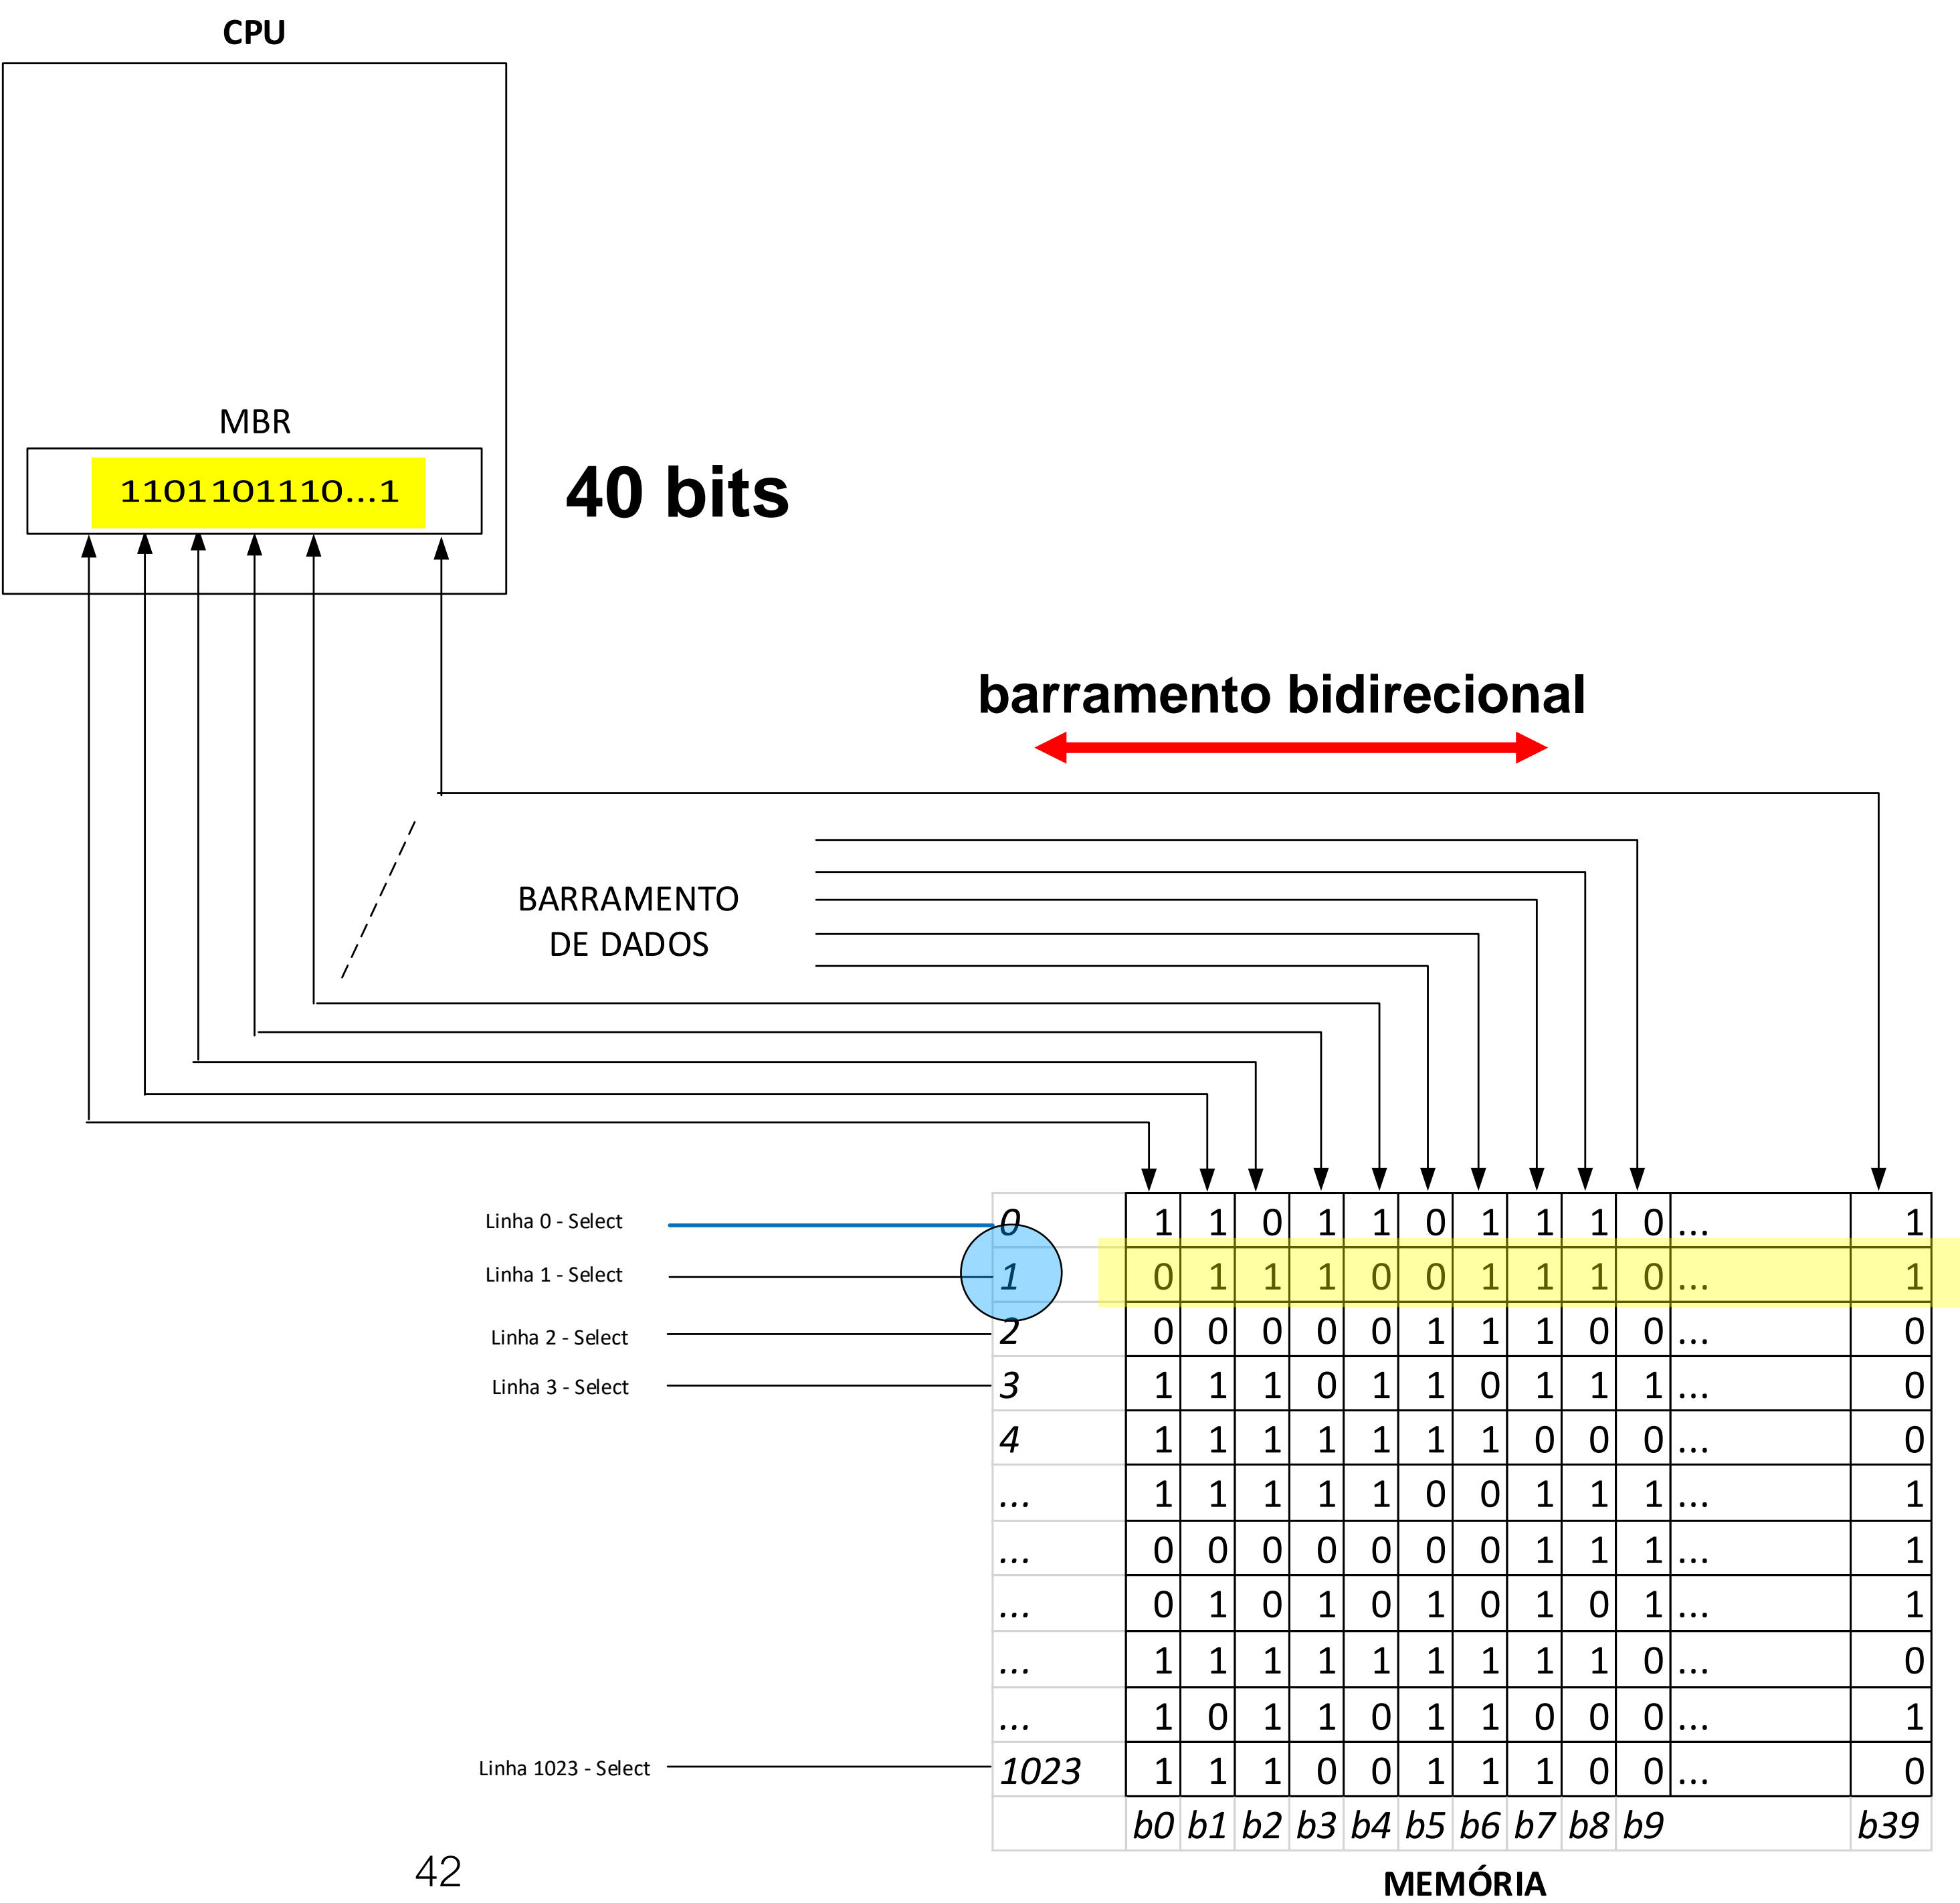 CPU
MBR
1101101110...1
40 bits
barramento bidirecional
BARRAMENTO
DE DADOS
Linha 0 - Select 0 1 1 0 1 1 0 1 1 1 0 ... 1
Linha 1 - Select 1 0 1 1 1 0 0 1 1 1 0 ... 1
Linha 2 - Select 2 0 0 0 0 0 1 1 1 0 0 ... 0
Linha 3 - Select 3 1 1 1 0 1 1 0 1 1 1 ... 0
4 1 1 1 1 1 1 1 0 0 0 ... 0
... 1 1 1 1 1 0 0 1 1 1 ... 1
... 0 0 0 0 0 0 0 1 1 1 ... 1
... 0 1 0 1 0 1 0 1 0 1 ... 1
... 1 1 1 1 1 1 1 1 1 0 ... 0
... 1 0 1 1 0 1 1 0 0 0 ... 1
Linha 1023 - Select 1023 1 1 1 0 0 1 1 1 0 0 ... 0
b0 b1 b2 b3 b4 b5 b6 b7 b8 b9 b39
42
MEMÓRIA